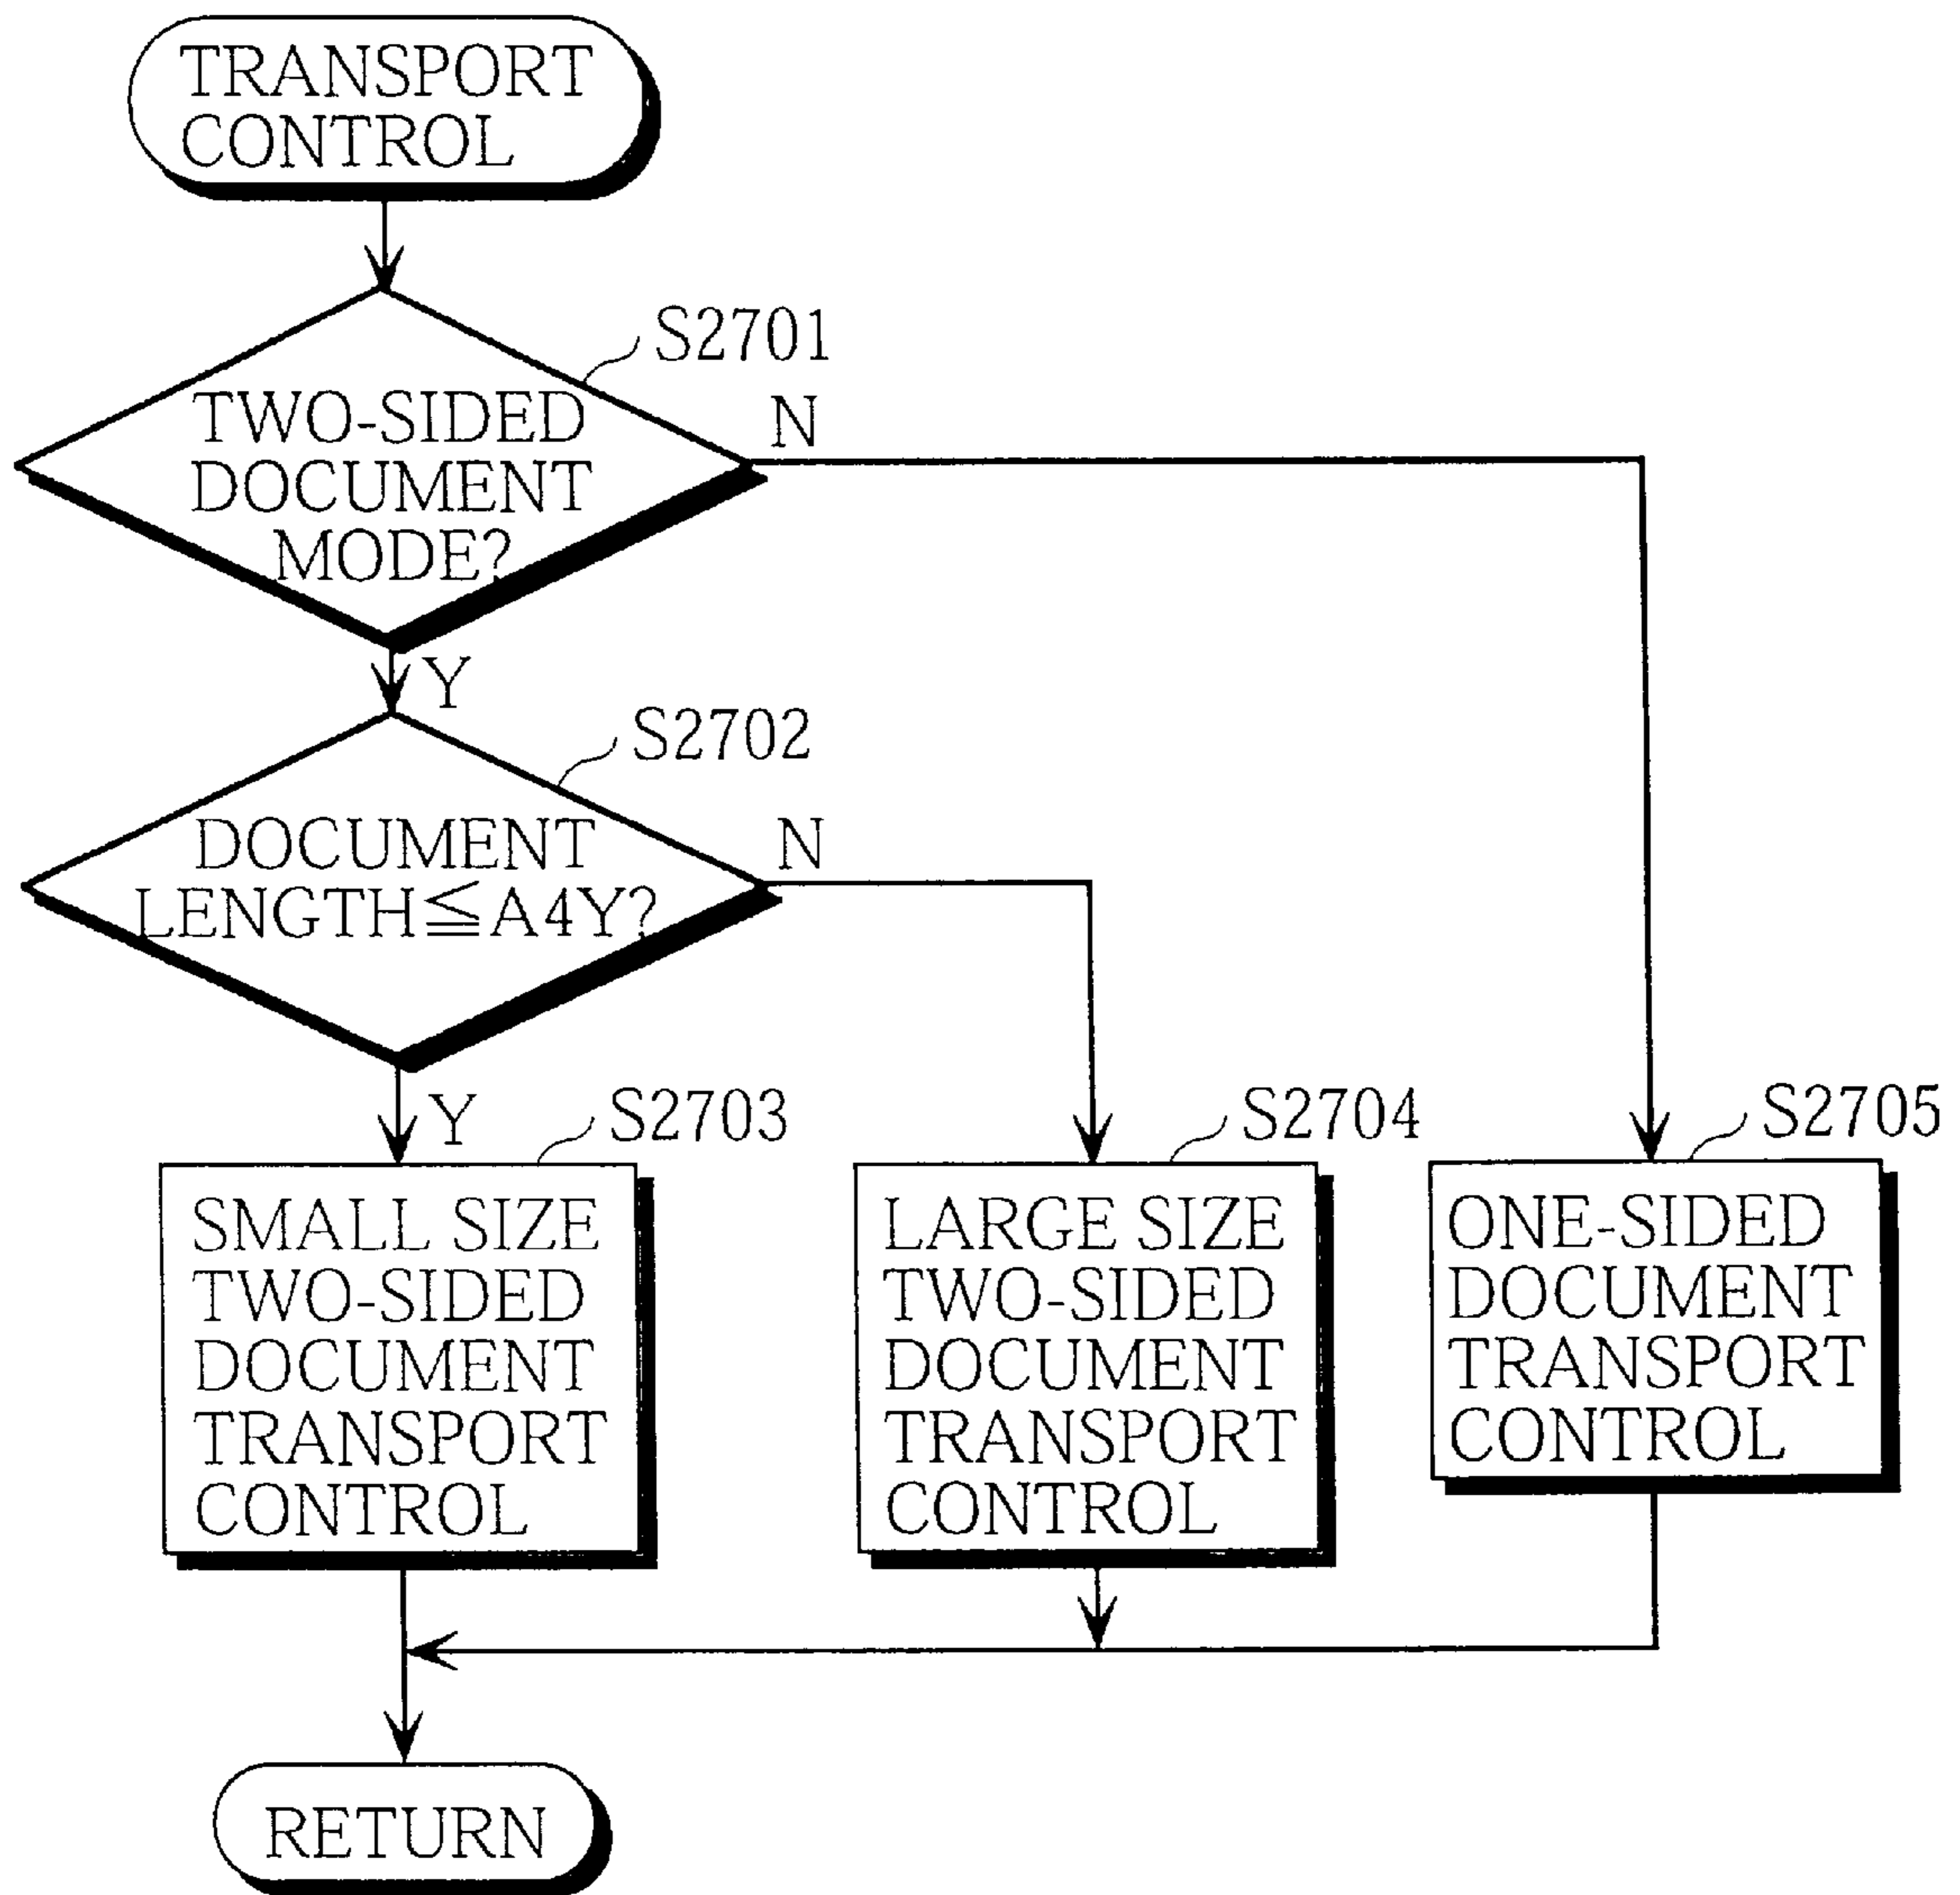 TRANSPORT
CONTROL
S2701
N
TWO-SIDED
DOCUMENT
MODE?
Y
S2702
N
DOCUMENT
LENGTH≦A4Y?
Y
S2703
S2704
S2705
SMALL SIZE
TWO-SIDED
DOCUMENT
TRANSPORT
CONTROL
LARGE SIZE
TWO-SIDED
DOCUMENT
TRANSPORT
CONTROL
ONE-SIDED
DOCUMENT
TRANSPORT
CONTROL
RETURN